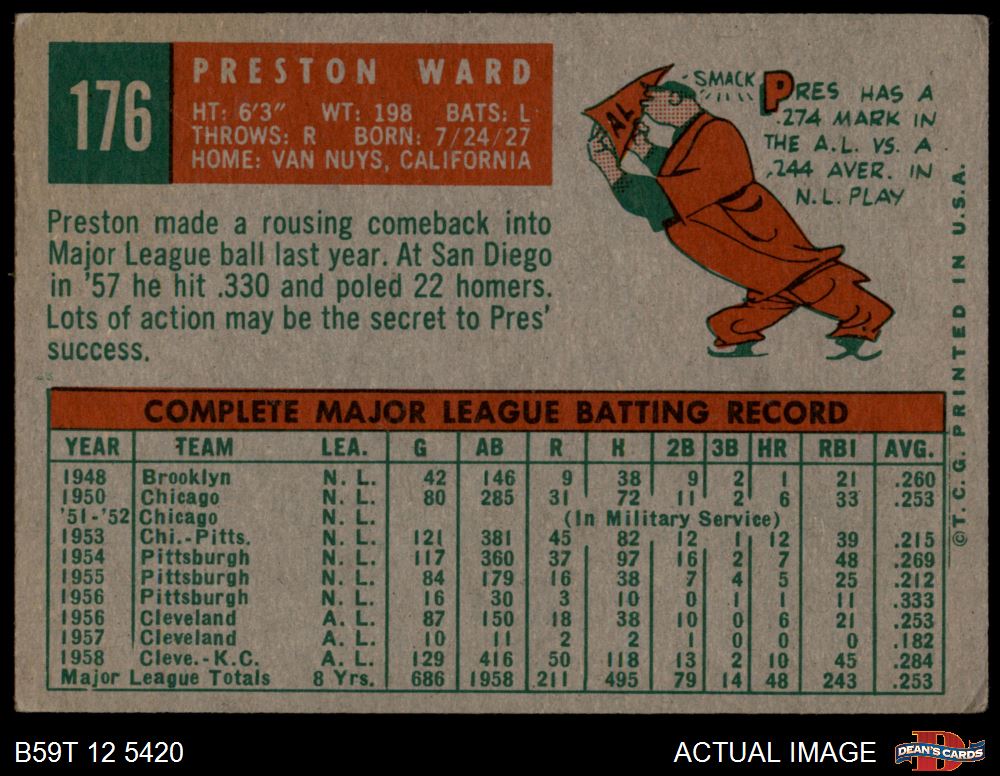 176
PRESTON WARD
HT: 6'3" WT: 198 BATS: L
THROWS: R BORN: 7/24/27
HOME: VAN NUYS, CALIFORNIA
Preston made a rousing comeback into
Major League ball last year. At San Diego
in '57 he hit .330 and poled 22 homers.
Lots of action may be the secret to Pres'
success.
AL
SMACK
PRES HAS A
.274 MARK IN
THE A.L. VS. A
.244 AVER. IN
N.L. PLAY
©T. C. G. PRINTED IN U.S.A.
COMPLETE MAJOR LEAGUE BATTING RECORD
YEAR TEAM LEA. G AB R H 2B 3B HR RBI AVG.
1948 Brooklyn N. L. 42 146 9 38 9 2 1 21 .260
1950 Chicago N. L. 80 285 31 72 11 2 6 33 .253
'51-'52 Chicago (In Military Service)
1953 Chi.-Pitts. N. L. 121 381 45 82 12 1 12 39 .215
1954 Pittsburgh N. L. 117 360 37 97 16 2 7 48 .269
1955 Pittsburgh N. L. 84 179 16 38 7 4 5 25 .212
1956 Pittsburgh N. L. 16 30 3 10 0 1 1 11 .333
1956 Cleveland A. L. 87 150 18 38 10 0 6 21 .253
1957 Cleveland A. L. 10 11 2 2 1 0 0 0 .182
1958 Cleve.-K.C. A. L. 129 416 50 118 13 2 10 45 .284
Major League Totals 8 Yrs. 686 1958 211 495 79 14 48 243 .253
B59T 12 5420
ACTUAL IMAGE
DEAN'S CARDS